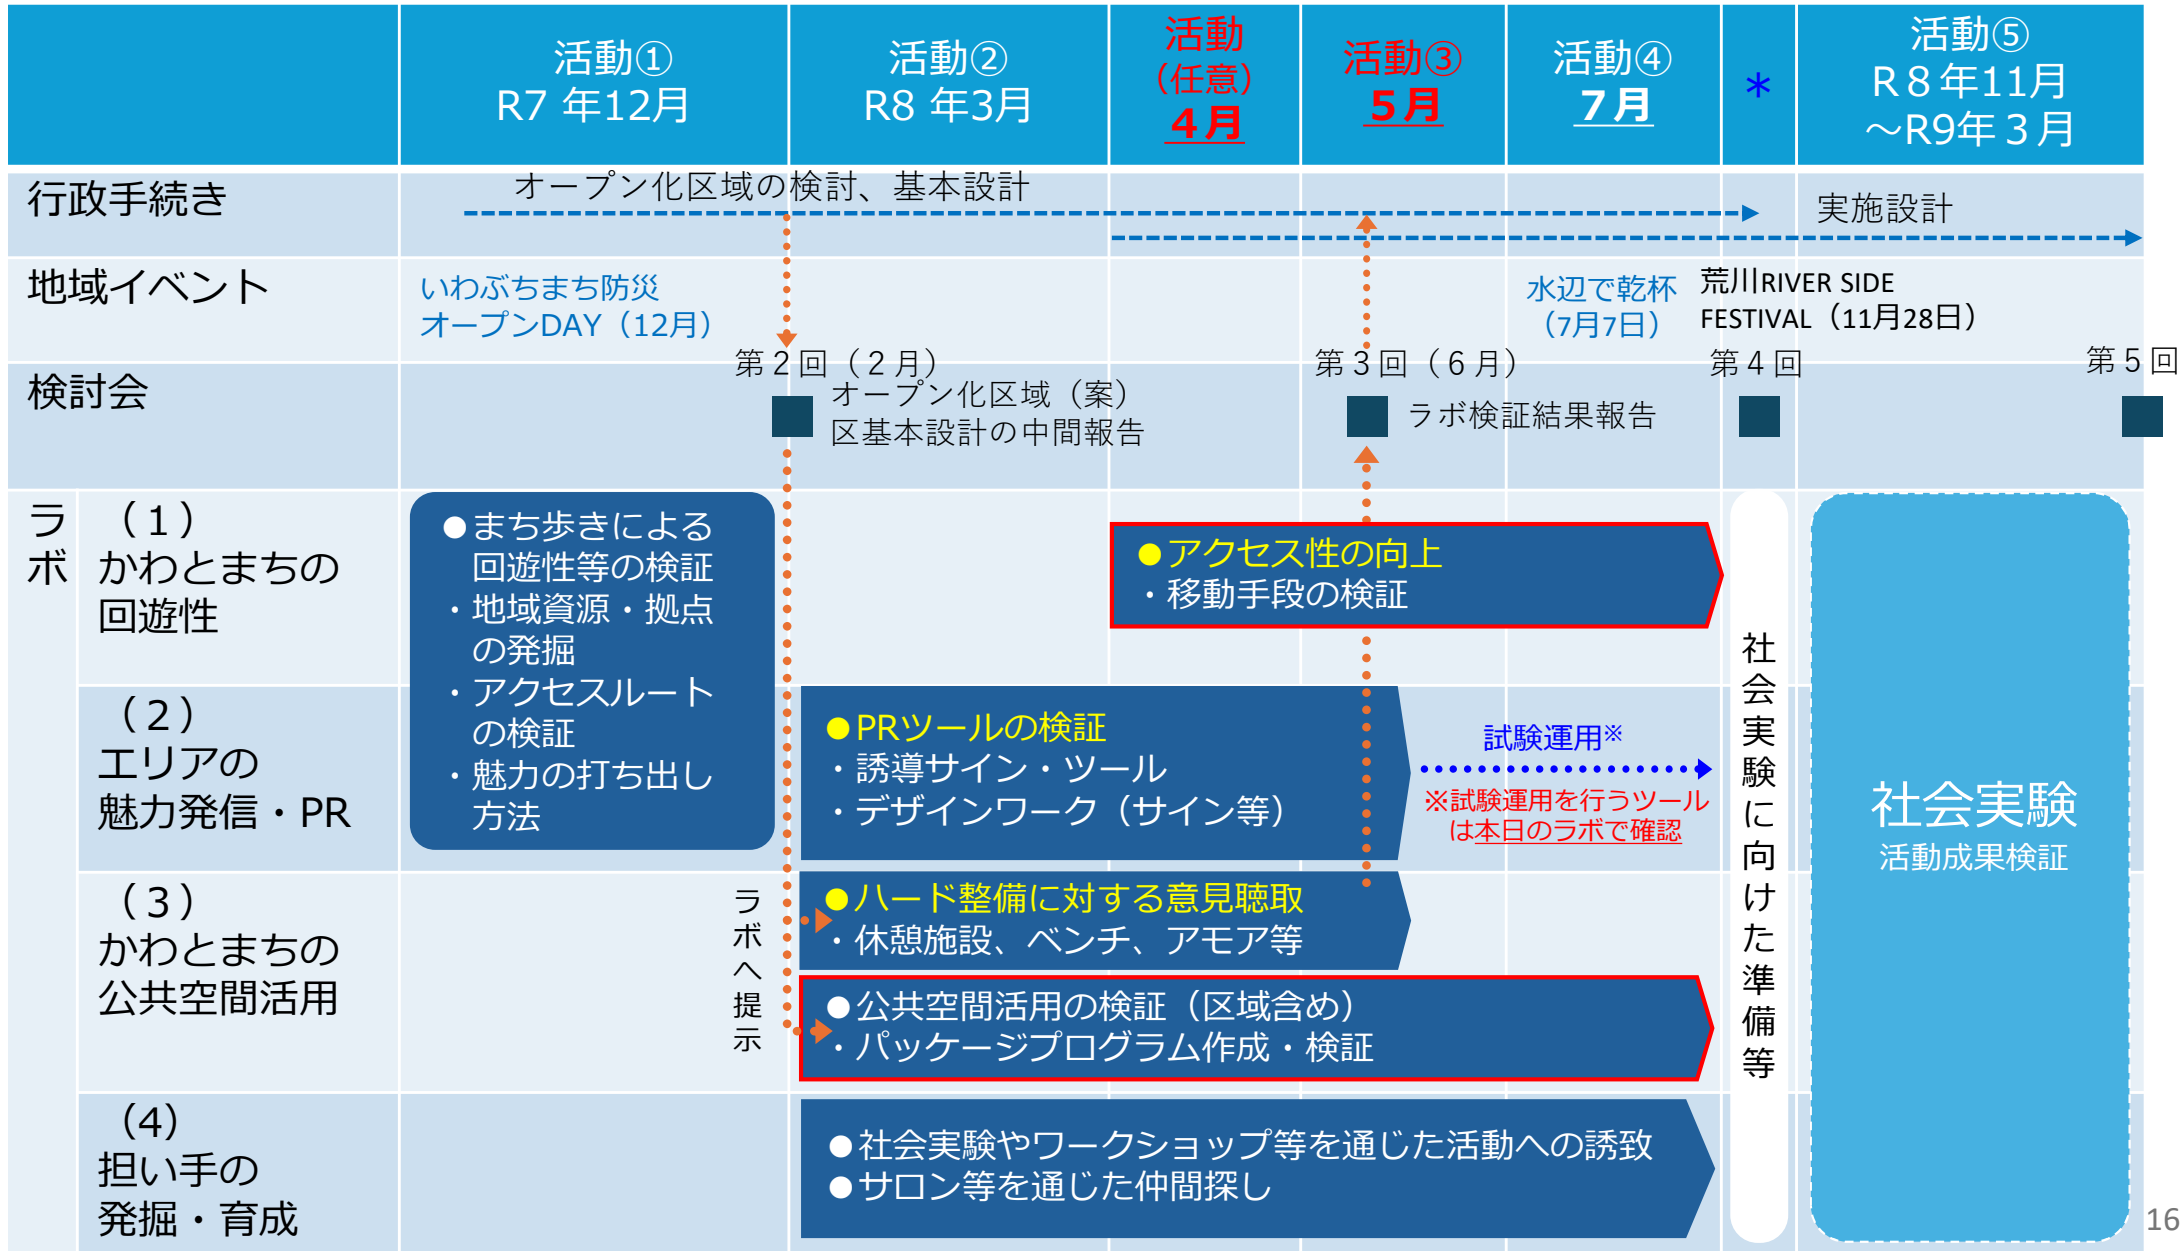 活動①
R7 年12月
活動②
R8 年3月
活動
（任意）
４月
活動③
５月
活動④
７月
＊
活動⑤
R８年11月
～R9年３月
行政手続き
オープン化区域の検討、基本設計
実施設計
地域イベント
いわぶちまち防災
オープンDAY（12月）
水辺で乾杯
（7月7日）
荒川RIVER SIDE
FESTIVAL（11月28日）
検討会
第２回（２月）
オープン化区域（案）
区基本設計の中間報告
第３回（６月）
ラボ検証結果報告
第４回
第５回
ラボ
（１）
かわとまちの
回遊性
●まち歩きによる
回遊性等の検証
・地域資源・拠点
の発掘
・アクセスルート
の検証
・魅力の打ち出し
方法
●アクセス性の向上
・移動手段の検証
（２）
エリアの
魅力発信・PR
●PRツールの検証
・誘導サイン・ツール
・デザインワーク（サイン等）
試験運用※
※試験運用を行うツール
は本日のラボで確認
（３）
かわとまちの
公共空間活用
ラボへ提示
●ハード整備に対する意見聴取
・休憩施設、ベンチ、アモア等
●公共空間活用の検証（区域含め）
・パッケージプログラム作成・検証
（4）
担い手の
発掘・育成
●社会実験やワークショップ等を通じた活動への誘致
●サロン等を通じた仲間探し
社会実験に向けた準備等
社会実験
活動成果検証
16